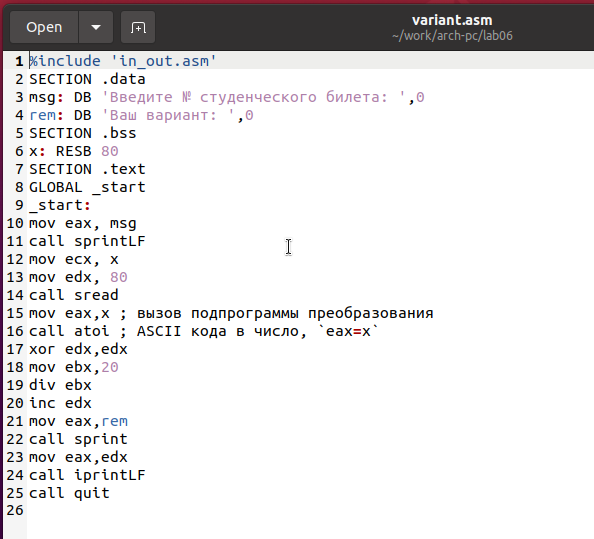 Open
variant.asm
~/work/arch-pc/lab06
1 %include 'in_out.asm'
2 SECTION .data
3 msg: DB 'Введите № студенческого билета: ',0
4 rem: DB 'Ваш вариант: ',0
5 SECTION .bss
6 x: RESB 80
7 SECTION .text
8 GLOBAL _start
9 _start:
10 mov eax, msg
11 call sprintLF
12 mov ecx, x
13 mov edx, 80
14 call sread
15 mov eax,x ; вызов подпрограммы преобразования
16 call atoi ; ASCII кода в число, `eax=x`
17 xor edx,edx
18 mov ebx,20
19 div ebx
20 inc edx
21 mov eax,rem
22 call sprint
23 mov eax,edx
24 call iprintLF
25 call quit
26